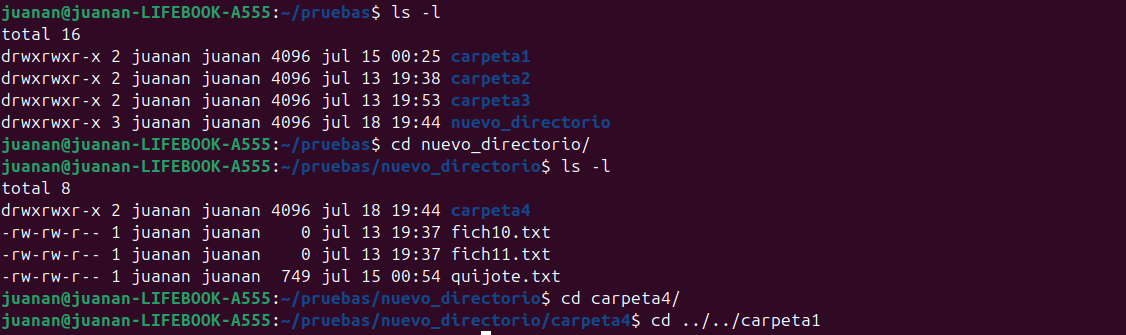 juanan@juanan-LIFEBOOK-A555:~/pruebas$ ls -l
total 16
drwxrwxr-x 2 juanan juanan 4096 jul 15 00:25 carpeta1
drwxrwxr-x 2 juanan juanan 4096 jul 13 19:38 carpeta2
drwxrwxr-x 2 juanan juanan 4096 jul 13 19:53 carpeta3
drwxrwxr-x 3 juanan juanan 4096 jul 18 19:44 nuevo_directorio
juanan@juanan-LIFEBOOK-A555:~/pruebas$ cd nuevo_directorio/
juanan@juanan-LIFEBOOK-A555:~/pruebas/nuevo_directorio$ ls -l
total 8
drwxrwxr-x 2 juanan juanan 4096 jul 18 19:44 carpeta4
-rw-rw-r-- 1 juanan juanan    0 jul 13 19:37 fich10.txt
-rw-rw-r-- 1 juanan juanan    0 jul 13 19:37 fich11.txt
-rw-rw-r-- 1 juanan juanan  749 jul 15 00:54 quijote.txt
juanan@juanan-LIFEBOOK-A555:~/pruebas/nuevo_directorio$ cd carpeta4/
juanan@juanan-LIFEBOOK-A555:~/pruebas/nuevo_directorio/carpeta4$ cd ../../carpeta1